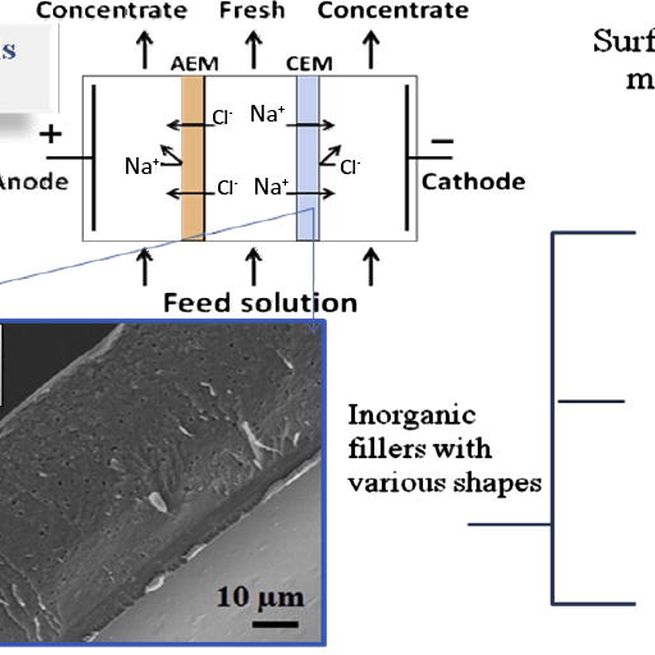 Concentrate Fresh Concentrate
AEM CEM
Cl- Na+
+ −
Na+ Cl-
Anode Cathode
Cl- Na+
Feed solution
Inorganic
fillers with
various shapes
10 µm